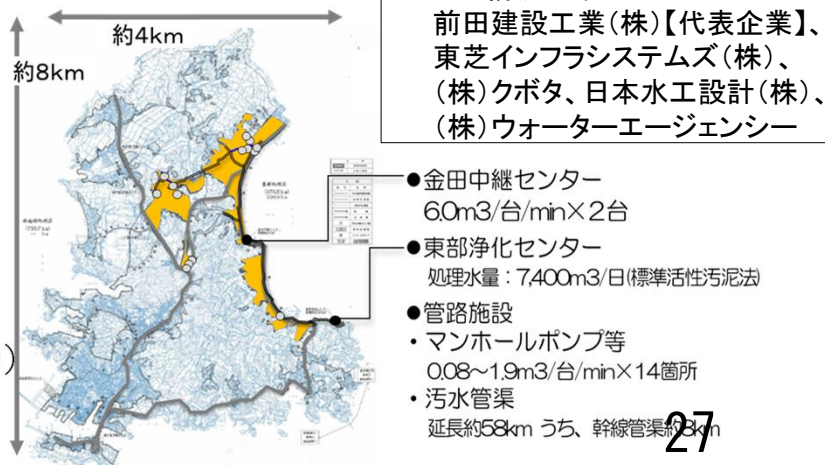 約4km
約8km
前田建設工業(株)【代表企業】、
東芝インフラシステムズ(株)、
(株)クボタ、日本水工設計(株)、
(株)ウォーターエージェンシー
●金田中継センター
6.0m3/台/min×2台
●東部浄化センター
処理水量：7,400m3/日(標準活性汚泥法)
●管路施設
・マンホールポンプ等
0.08～1.9m3/台/min×14箇所
・汚水管渠
延長約58km うち、幹線管渠約8km
27